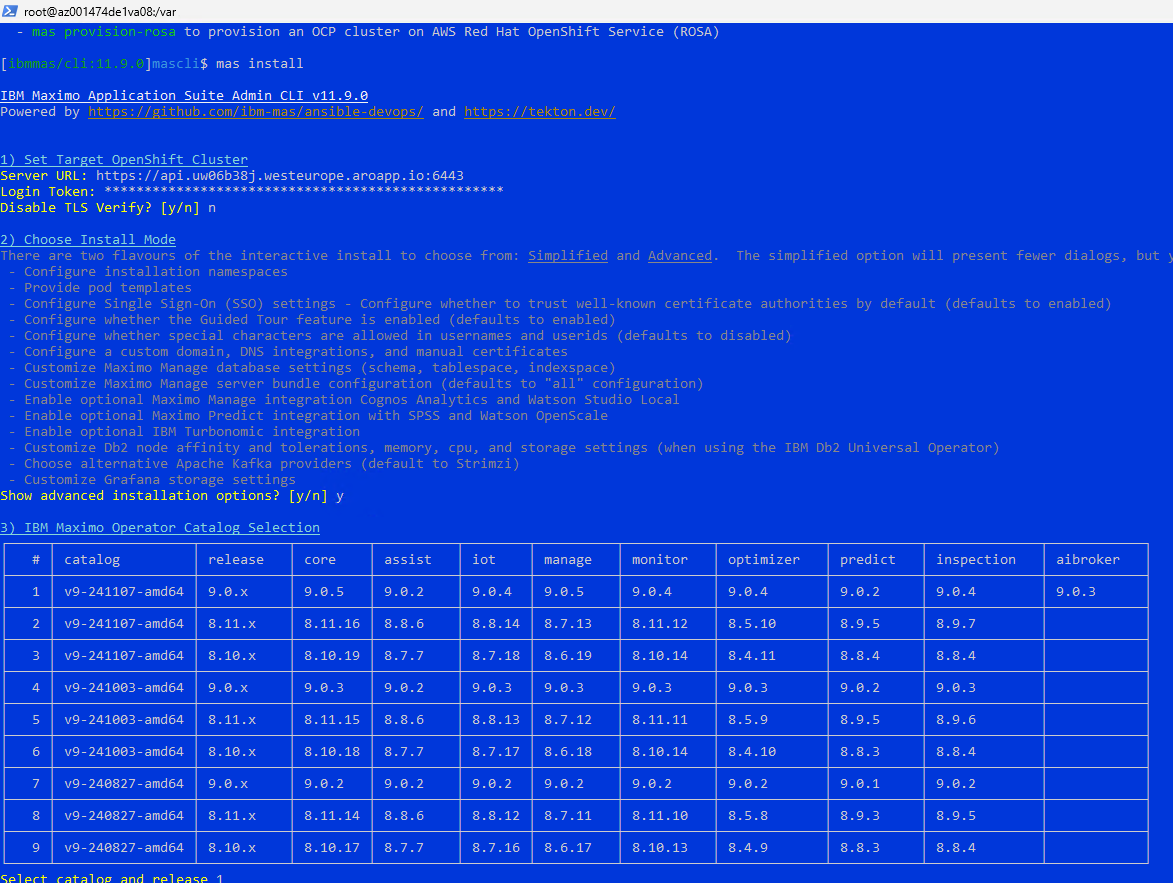 root@az001474de1va08:/var
- mas provision-rosa to provision an OCP cluster on AWS Red Hat OpenShift Service (ROSA)
[ibmmas/cli:11.9.0]mascli$ mas install
IBM Maximo Application Suite Admin CLI v11.9.0
Powered by https://github.com/ibm-mas/ansible-devops/ and https://tekton.dev/
1) Set Target OpenShift Cluster
Server URL: https://api.uw06b38j.westeurope.aroapp.io:6443
Login Token: **************************************************
Disable TLS Verify? [y/n] n
2) Choose Install Mode
There are two flavours of the interactive install to choose from: Simplified and Advanced.  The simplified option will present fewer dialogs, but
- Configure installation namespaces
- Provide pod templates
- Configure Single Sign-On (SSO) settings - Configure whether to trust well-known certificate authorities by default (defaults to enabled)
- Configure whether the Guided Tour feature is enabled (defaults to enabled)
- Configure whether special characters are allowed in usernames and userids (defaults to disabled)
- Configure a custom domain, DNS integrations, and manual certificates
- Customize Maximo Manage database settings (schema, tablespace, indexspace)
- Customize Maximo Manage server bundle configuration (defaults to "all" configuration)
- Enable optional Maximo Manage integration Cognos Analytics and Watson Studio Local
- Enable optional Maximo Predict integration with SPSS and Watson OpenScale
- Enable optional IBM Turbonomic integration
- Customize Db2 node affinity and tolerations, memory, cpu, and storage settings (when using the IBM Db2 Universal Operator)
- Choose alternative Apache Kafka providers (default to Strimzi)
- Customize Grafana storage settings
Show advanced installation options? [y/n] y
3) IBM Maximo Operator Catalog Selection
# catalog release core assist iot manage monitor optimizer predict inspection aibroker
1 v9-241107-amd64 9.0.x 9.0.5 9.0.2 9.0.4 9.0.5 9.0.4 9.0.4 9.0.2 9.0.4 9.0.3
2 v9-241107-amd64 8.11.x 8.11.16 8.8.6 8.8.14 8.7.13 8.11.12 8.5.10 8.9.5 8.9.7
3 v9-241107-amd64 8.10.x 8.10.19 8.7.7 8.7.18 8.6.19 8.10.14 8.4.11 8.8.4 8.8.4
4 v9-241003-amd64 9.0.x 9.0.3 9.0.2 9.0.3 9.0.3 9.0.3 9.0.3 9.0.2 9.0.3
5 v9-241003-amd64 8.11.x 8.11.15 8.8.6 8.8.13 8.7.12 8.11.11 8.5.9 8.9.5 8.9.6
6 v9-241003-amd64 8.10.x 8.10.18 8.7.7 8.7.17 8.6.18 8.10.14 8.4.10 8.8.3 8.8.4
7 v9-240827-amd64 9.0.x 9.0.2 9.0.2 9.0.2 9.0.2 9.0.2 9.0.2 9.0.1 9.0.2
8 v9-240827-amd64 8.11.x 8.11.14 8.8.6 8.8.12 8.7.11 8.11.10 8.5.8 8.9.3 8.9.5
9 v9-240827-amd64 8.10.x 8.10.17 8.7.7 8.7.16 8.6.17 8.10.13 8.4.9 8.8.3 8.8.4
Select catalog and release 1